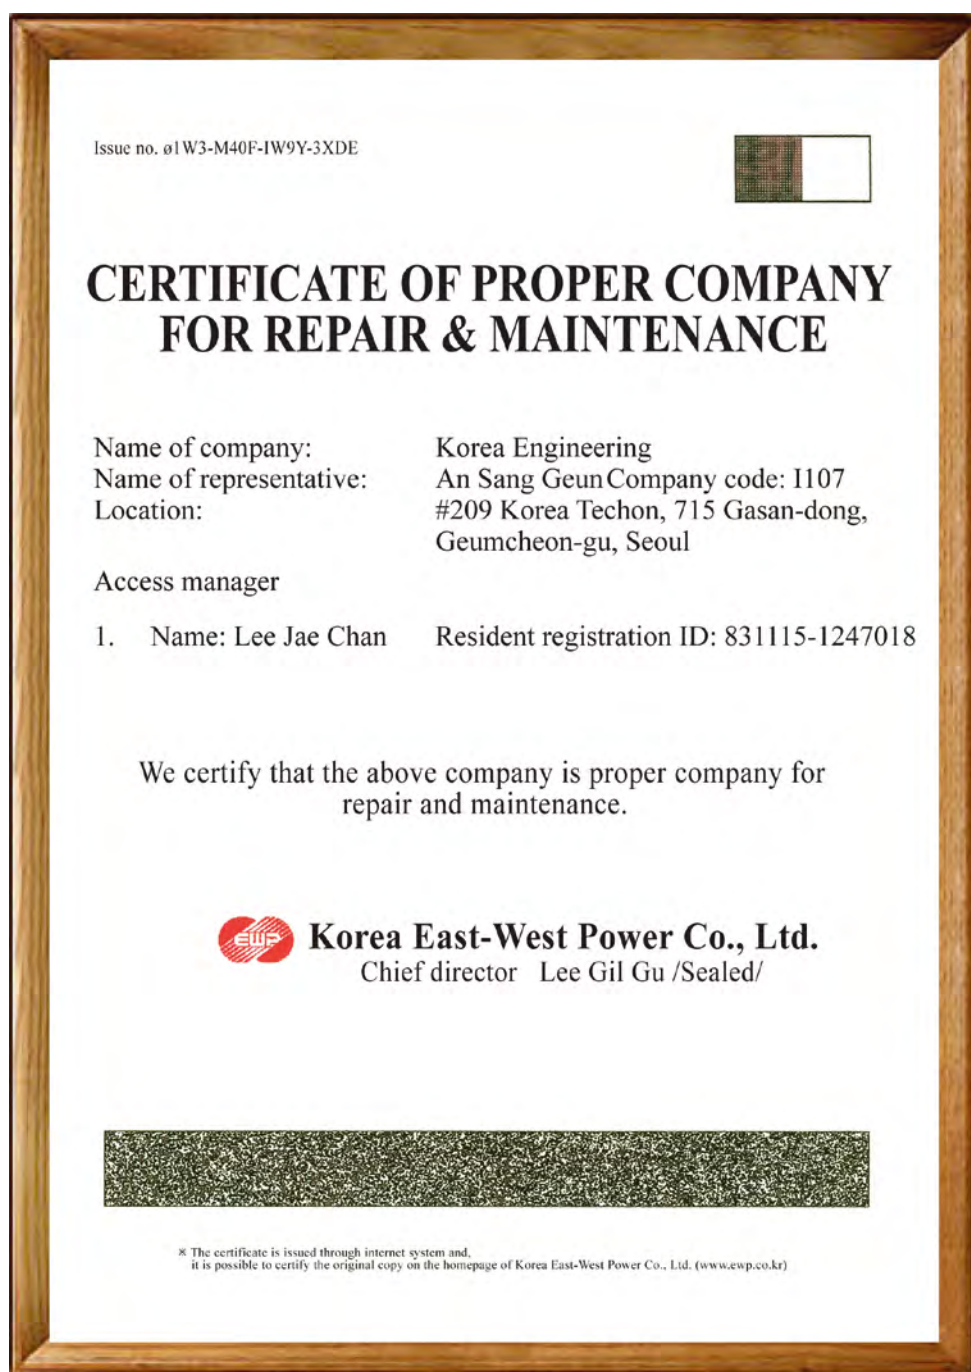 Issue no. ø1W3-M40F-IW9Y-3XDE
CERTIFICATE OF PROPER COMPANY
FOR REPAIR & MAINTENANCE
Name of company: Korea Engineering
Name of representative: An Sang Geun Company code: I107
Location: #209 Korea Techon, 715 Gasan-dong,
Geumcheon-gu, Seoul
Access manager
1. Name: Lee Jae Chan Resident registration ID: 831115-1247018
We certify that the above company is proper company for
repair and maintenance.
EWP Korea East-West Power Co., Ltd.
Chief director Lee Gil Gu /Sealed/
※ The certificate is issued through internet system and,
it is possible to certify the original copy on the homepage of Korea East-West Power Co., Ltd. (www.ewp.co.kr)